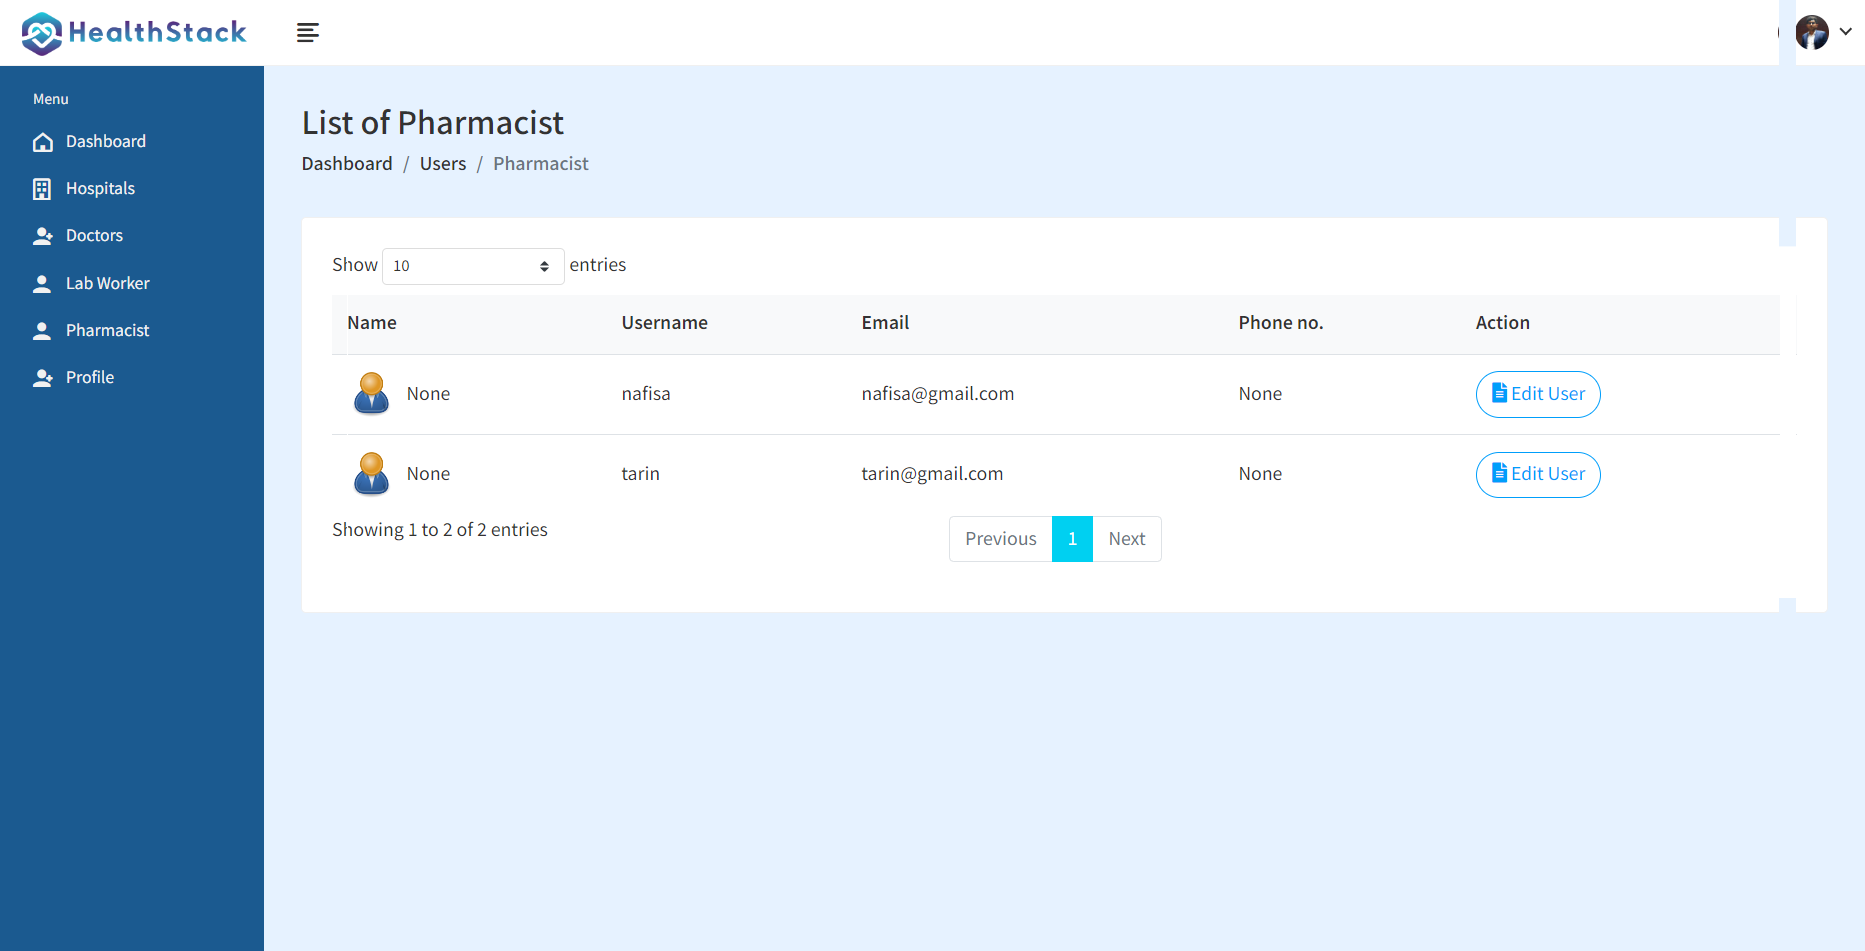 HealthStack
Menu
Dashboard
Hospitals
Doctors
Lab Worker
Pharmacist
Profile
List of Pharmacist
Dashboard / Users / Pharmacist
Show 10 entries
Name Username Email Phone no. Action
None nafisa nafisa@gmail.com None Edit User
None tarin tarin@gmail.com None Edit User
Showing 1 to 2 of 2 entries
Previous 1 Next